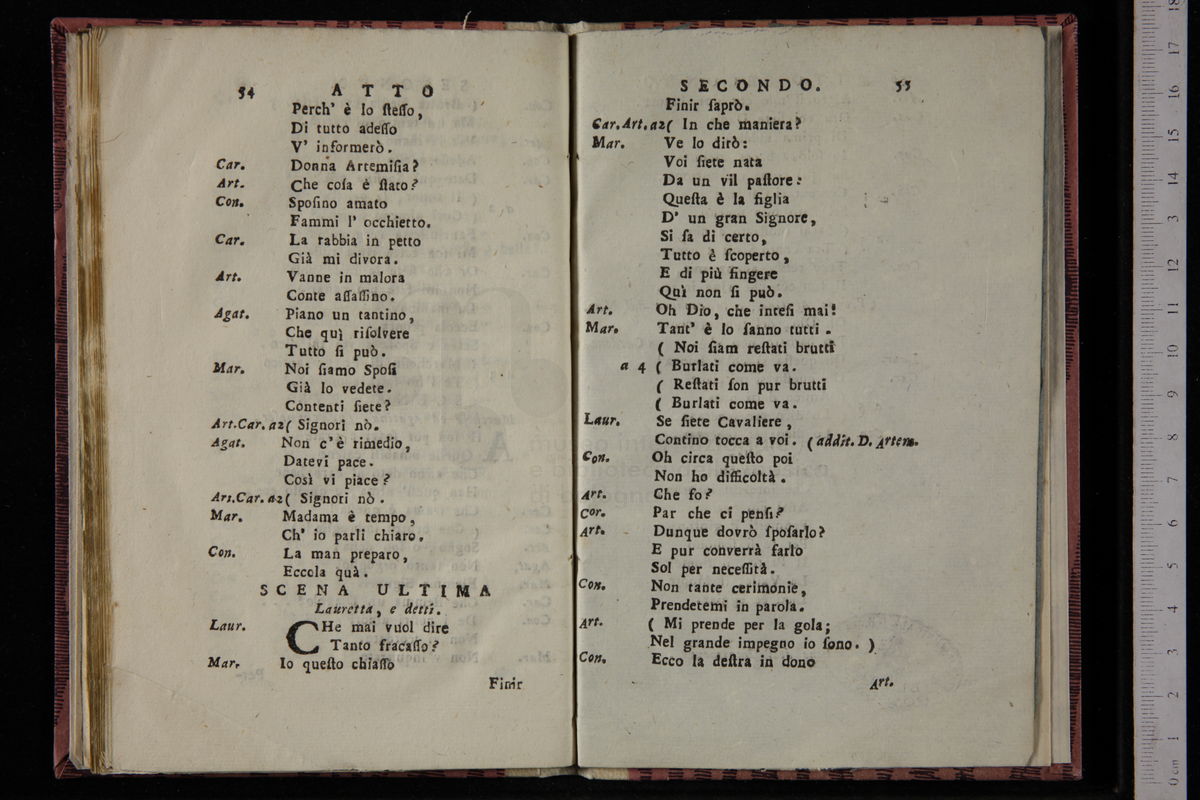 54 ATTO
Perch' è lo ſteſſo,
Di tutto adeſſo
V' informerò.
Car. Donna Artemiſia?
Art. Che coſa è ſtato?
Con. Spoſino amato
Fammi l' occhietto.
Car. La rabbia in petto
Già mi divora.
Art. Vanne in malora
Conte aſſaſſino.
Agat. Piano un tantino,
Che quì riſolvere
Tutto ſi può.
Mar. Noi ſiamo Spoſi
Già lo vedete.
Contenti ſiete?
Art.Car. a2( Signori nò.
Agat. Non c'è rimedio,
Datevi pace.
Così vi piace?
Art.Car. a2( Signori nò.
Mar. Madama è tempo,
Ch' io parli chiaro.
Con. La man preparo,
Eccola quà.
SCENA ULTIMA
Lauretta, e detti.
Laur. CHe mai vuol dire
Tanto fracaſſo?
Mar. Io queſto chiaſſo
Finir
SECONDO. 55
Finir ſaprò.
Car.Art.a2( In che maniera?
Mar. Ve lo dirò:
Voi ſiete nata
Da un vil paſtore:
Queſta è la figlia
D' un gran Signore,
Si ſa di certo,
Tutto è ſcoperto,
E di più fingere
Quì non ſi può.
Art. Oh Dio, che inteſi mai!
Mar. Tant' è lo ſanno tutti.
( Noi ſiam reſtati brutti
a 4 ( Burlati come va.
( Reſtati ſon pur brutti
( Burlati come va.
Laur. Se ſiete Cavaliere,
Contino tocca a voi. (addit. D. Artem.
Con. Oh circa queſto poi
Non ho difficoltà.
Art. Che fo?
Cor. Par che ci penſi?
Art. Dunque dovrò ſpoſarlo?
E pur converrà farlo
Sol per neceſſità.
Con. Non tante cerimonie,
Prendetemi in parola.
Art. ( Mi prende per la gola;
Nel grande impegno io ſono. )
Con. Ecco la deſtra in dono
Art.